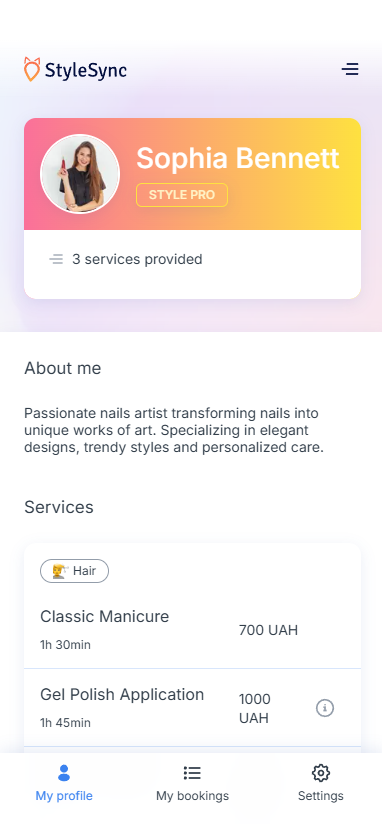 StyleSync
Sophia Bennett
STYLE PRO
3 services provided
About me
Passionate nails artist transforming nails into
unique works of art. Specializing in elegant
designs, trendy styles and personalized care.
Services
Hair
Classic Manicure
700 UAH
1h 30min
Gel Polish Application
1000
UAH
1h 45min
My profile
My bookings
Settings